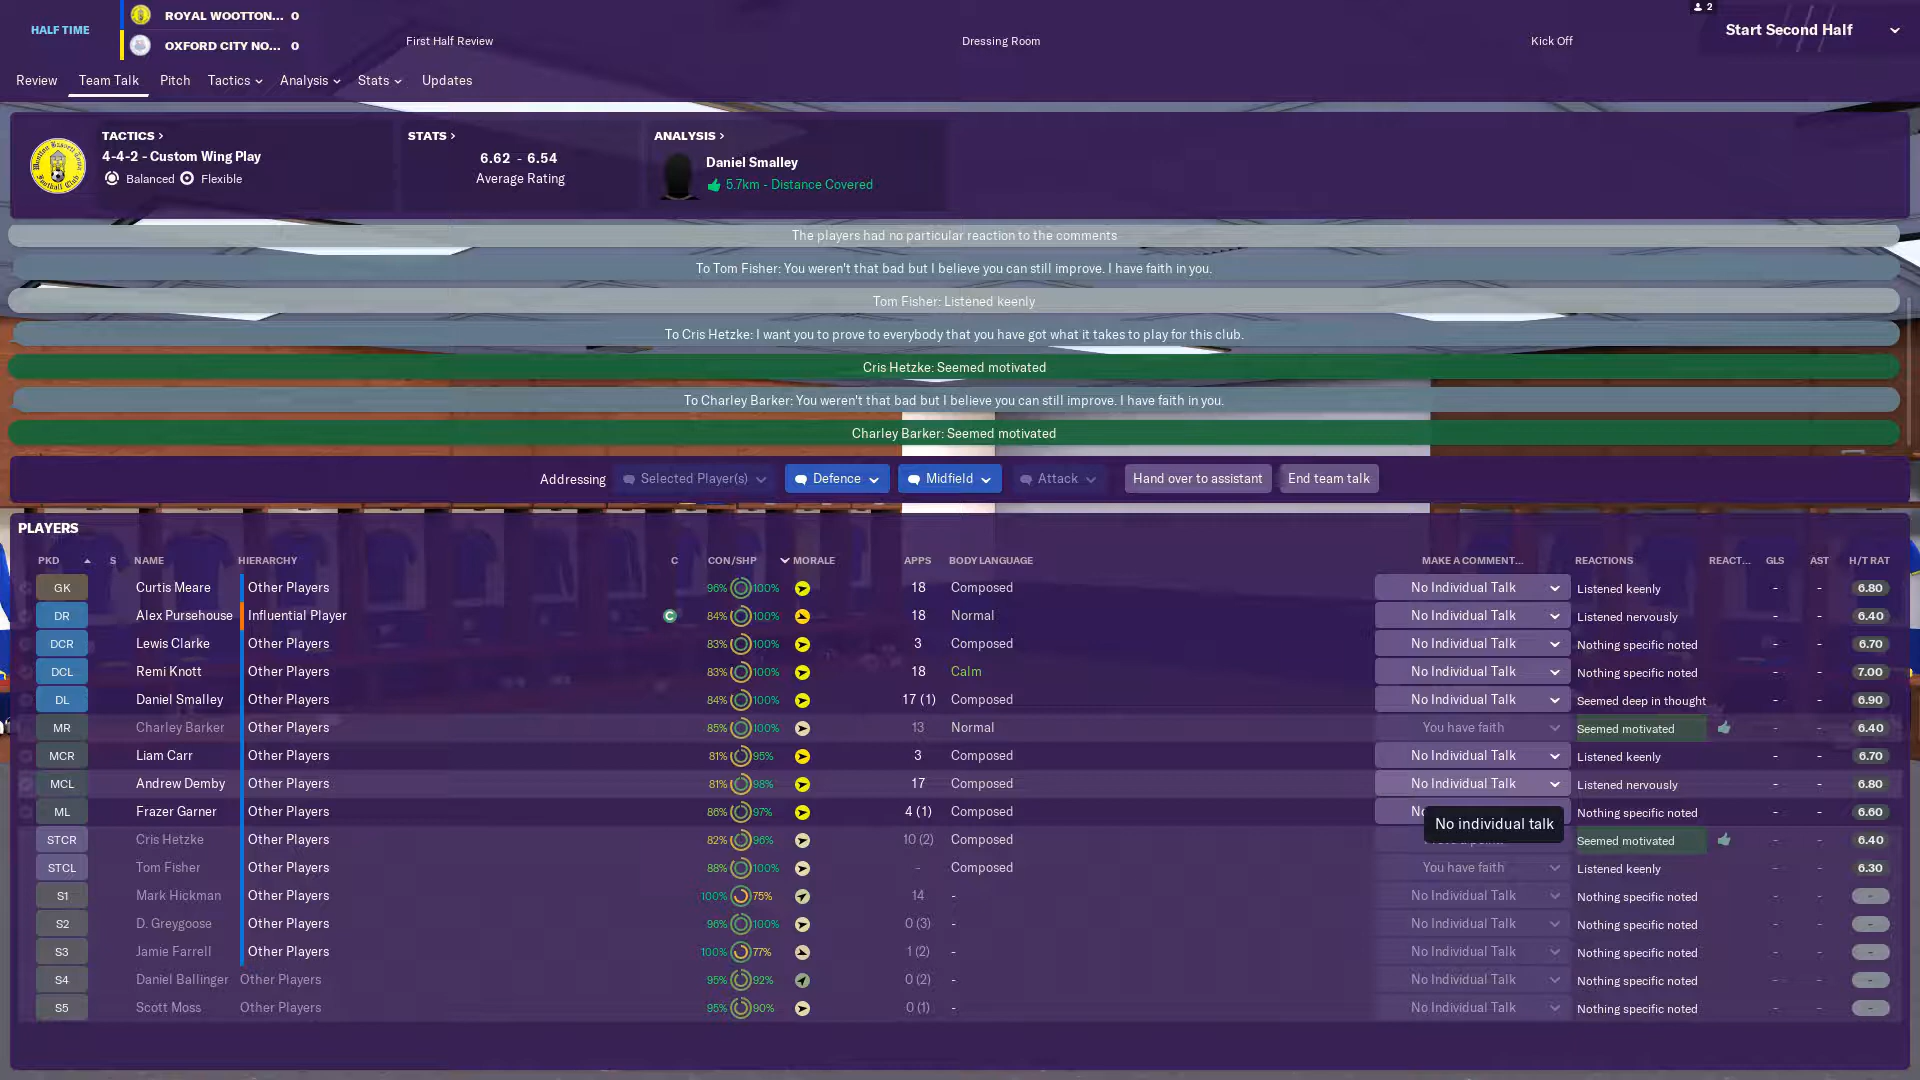 HALF TIME
ROYAL WOOTTON... 0
OXFORD CITY NO... 0
First Half Review
Dressing Room
Kick Off
2
Start Second Half
Review
Team Talk
Pitch
Tactics
Analysis
Stats
Updates
TACTICS >
4-4-2 - Custom Wing Play
Balanced Flexible
STATS >
6.62 - 6.54
Average Rating
ANALYSIS >
Daniel Smalley
5.7km - Distance Covered
The players had no particular reaction to the comments
To Tom Fisher: You weren't that bad but I believe you can still improve. I have faith in you.
Tom Fisher: Listened keenly
To Cris Hetzke: I want you to prove to everybody that you have got what it takes to play for this club.
Cris Hetzke: Seemed motivated
To Charley Barker: You weren't that bad but I believe you can still improve. I have faith in you.
Charley Barker: Seemed motivated
Addressing Selected Player(s) Defence Midfield Attack Hand over to assistant End team talk
PLAYERS
PKD S NAME HIERARCHY C CON/SHP MORALE APPS BODY LANGUAGE MAKE A COMMENT... REACTIONS REACT... GLS AST H/T RAT
GK Curtis Meare Other Players 96% 100% 18 Composed No Individual Talk Listened keenly - - 6.80
DR Alex Pursehouse Influential Player C 84% 100% 18 Normal No Individual Talk Listened nervously - - 6.40
DCR Lewis Clarke Other Players 83% 100% 3 Composed No Individual Talk Nothing specific noted - - 6.70
DCL Remi Knott Other Players 83% 100% 18 Calm No Individual Talk Nothing specific noted - - 7.00
DL Daniel Smalley Other Players 84% 100% 17 (1) Composed No Individual Talk Seemed deep in thought - - 6.90
MR Charley Barker Other Players 85% 100% 13 Normal You have faith Seemed motivated - - 6.40
MCR Liam Carr Other Players 81% 95% 3 Composed No Individual Talk Listened keenly - - 6.70
MCL Andrew Demby Other Players 81% 98% 17 Composed No Individual Talk Listened nervously - - 6.80
ML Frazer Garner Other Players 86% 97% 4 (1) Composed No Nothing specific noted - - 6.60
No individual talk
STCR Cris Hetzke Other Players 82% 96% 10 (2) Composed Seemed motivated - - 6.40
STCL Tom Fisher Other Players 88% 100% - Composed You have faith Listened keenly - - 6.30
S1 Mark Hickman Other Players 100% 75% 14 - No Individual Talk Nothing specific noted - - -
S2 D. Greygoose Other Players 96% 100% 0 (3) - No Individual Talk Nothing specific noted - - -
S3 Jamie Farrell Other Players 100% 77% 1 (2) - No Individual Talk Nothing specific noted - - -
S4 Daniel Ballinger Other Players 95% 92% 0 (2) - No Individual Talk Nothing specific noted - - -
S5 Scott Moss Other Players 95% 90% 0 (1) - No Individual Talk Nothing specific noted - - -